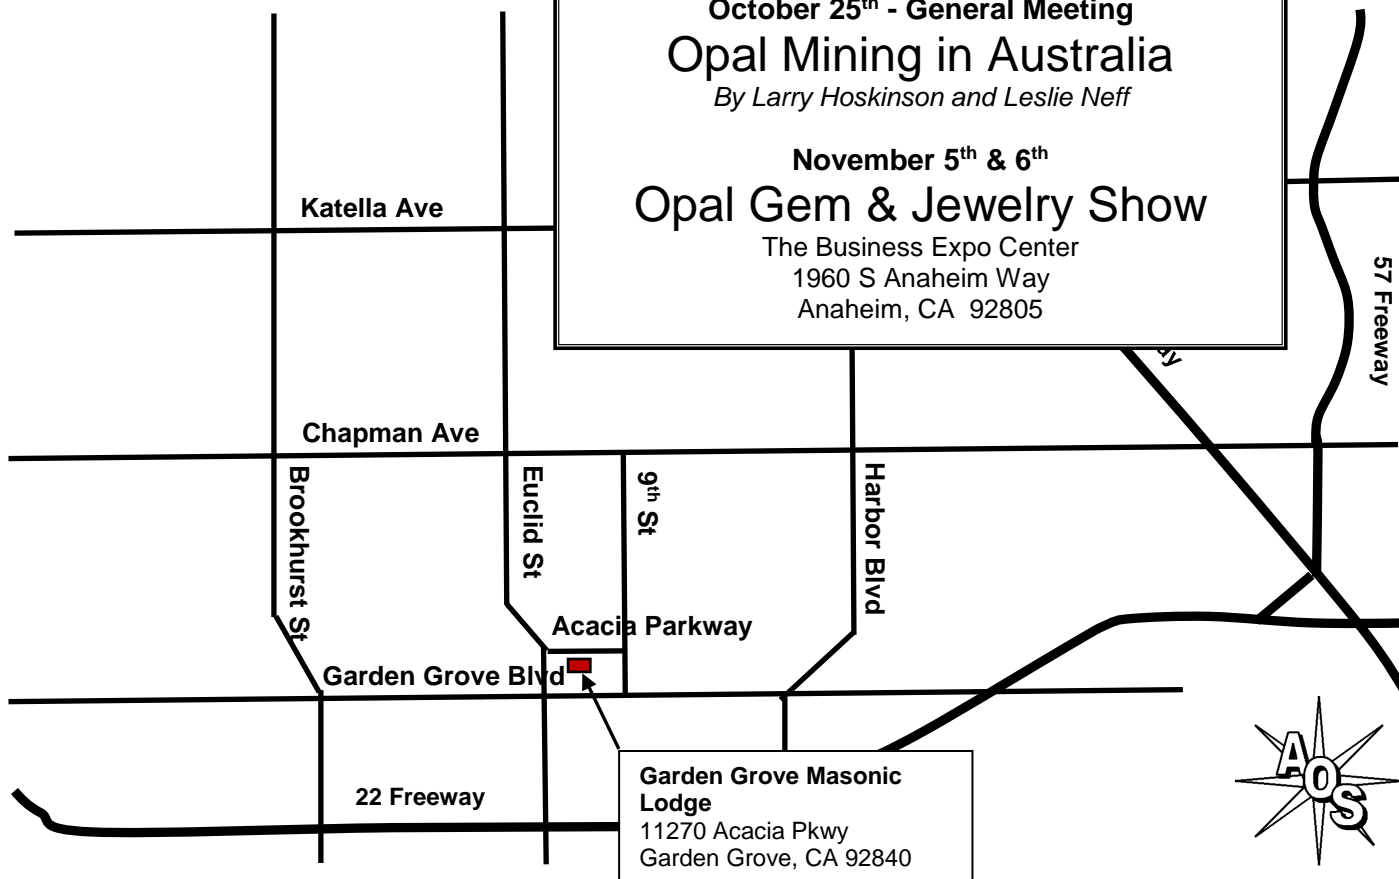 October 25th - General Meeting
Opal Mining in Australia
By Larry Hoskinson and Leslie Neff
November 5th & 6th
Opal Gem & Jewelry Show
The Business Expo Center
1960 S Anaheim Way
Anaheim, CA 92805
Katella Ave
57 Freeway
Chapman Ave
Brookhurst St
Euclid St
9th St
Harbor Blvd
Acacia Parkway
Garden Grove Blvd
22 Freeway
Garden Grove Masonic
Lodge
11270 Acacia Pkwy
Garden Grove, CA 92840
AOS